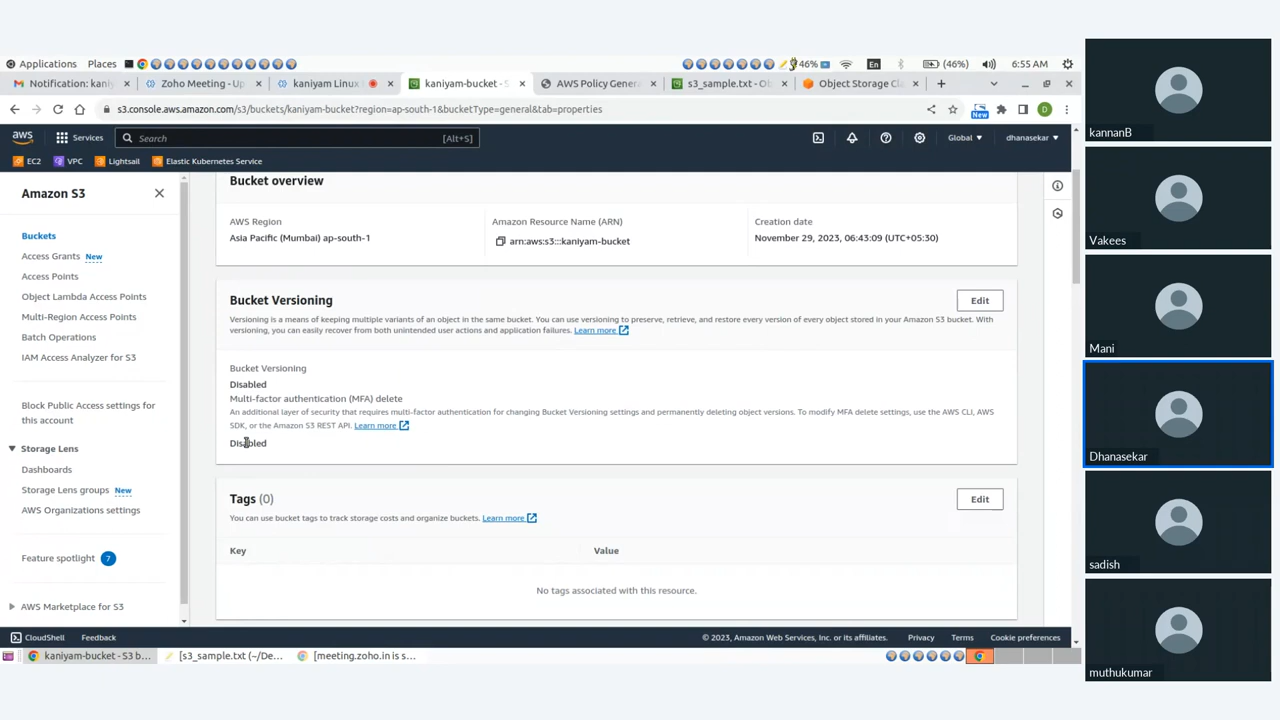 Applications Places 46% En (46%) 6:55 AM
Notification: kaniy
Zoho Meeting - Up
kaniyam Linux
kaniyam-bucket - S
AWS Policy Genera
s3_sample.txt - Ob
Object Storage Cla
s3.console.aws.amazon.com/s3/buckets/kaniyam-bucket?region=ap-south-1&bucketType=general&tab=properties
New
D
aws
Services
Search
[Alt+S]
Global
dhanasekar
EC2
VPC
Lightsail
Elastic Kubernetes Service
Amazon S3
Buckets
Access Grants New
Access Points
Object Lambda Access Points
Multi-Region Access Points
Batch Operations
IAM Access Analyzer for S3
Block Public Access settings for
this account
Storage Lens
Dashboards
Storage Lens groups New
AWS Organizations settings
Feature spotlight 7
AWS Marketplace for S3
Bucket overview
AWS Region
Asia Pacific (Mumbai) ap-south-1
Amazon Resource Name (ARN)
arn:aws:s3:::kaniyam-bucket
Creation date
November 29, 2023, 06:43:09 (UTC+05:30)
Bucket Versioning
Edit
Versioning is a means of keeping multiple variants of an object in the same bucket. You can use versioning to preserve, retrieve, and restore every version of every object stored in your Amazon S3 bucket. With
versioning, you can easily recover from both unintended user actions and application failures. Learn more
Bucket Versioning
Disabled
Multi-factor authentication (MFA) delete
An additional layer of security that requires multi-factor authentication for changing Bucket Versioning settings and permanently deleting object versions. To modify MFA delete settings, use the AWS CLI, AWS
SDK, or the Amazon S3 REST API. Learn more
Disabled
Tags (0)
Edit
You can use bucket tags to track storage costs and organize buckets. Learn more
Key
Value
No tags associated with this resource.
CloudShell
Feedback
© 2023, Amazon Web Services, Inc. or its affiliates.
Privacy
Terms
Cookie preferences
kaniyam-bucket - S3 b...
[s3_sample.txt (~/De...
[meeting.zoho.in is s...
kannanB
Vakees
Mani
Dhanasekar
sadish
muthukumar